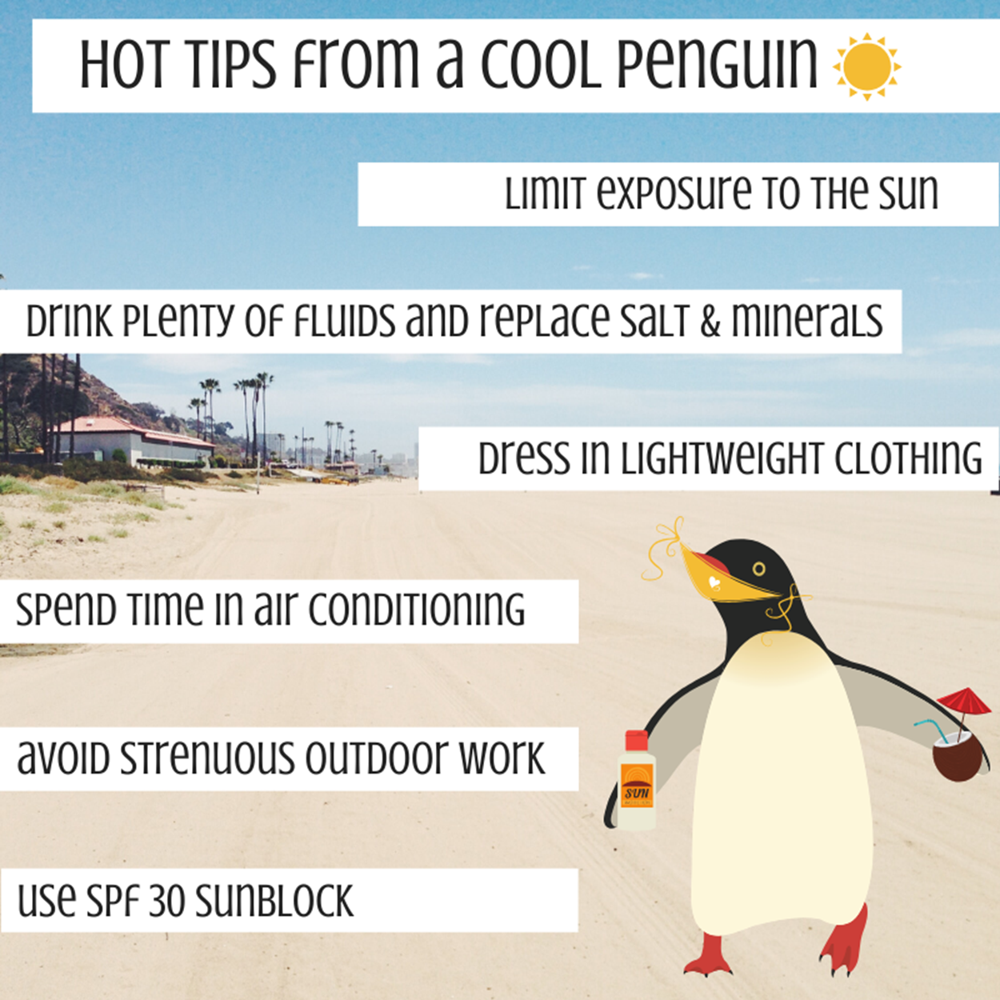 HOT TIPS From a COOL PenGuin
Limit exposure to the sun
Drink plenty of fluids and replace salt & minerals
Dress in lightweight clothing
Spend time in air conditioning
avoid strenuous outdoor work
SUN
use SPF 30 sunblock